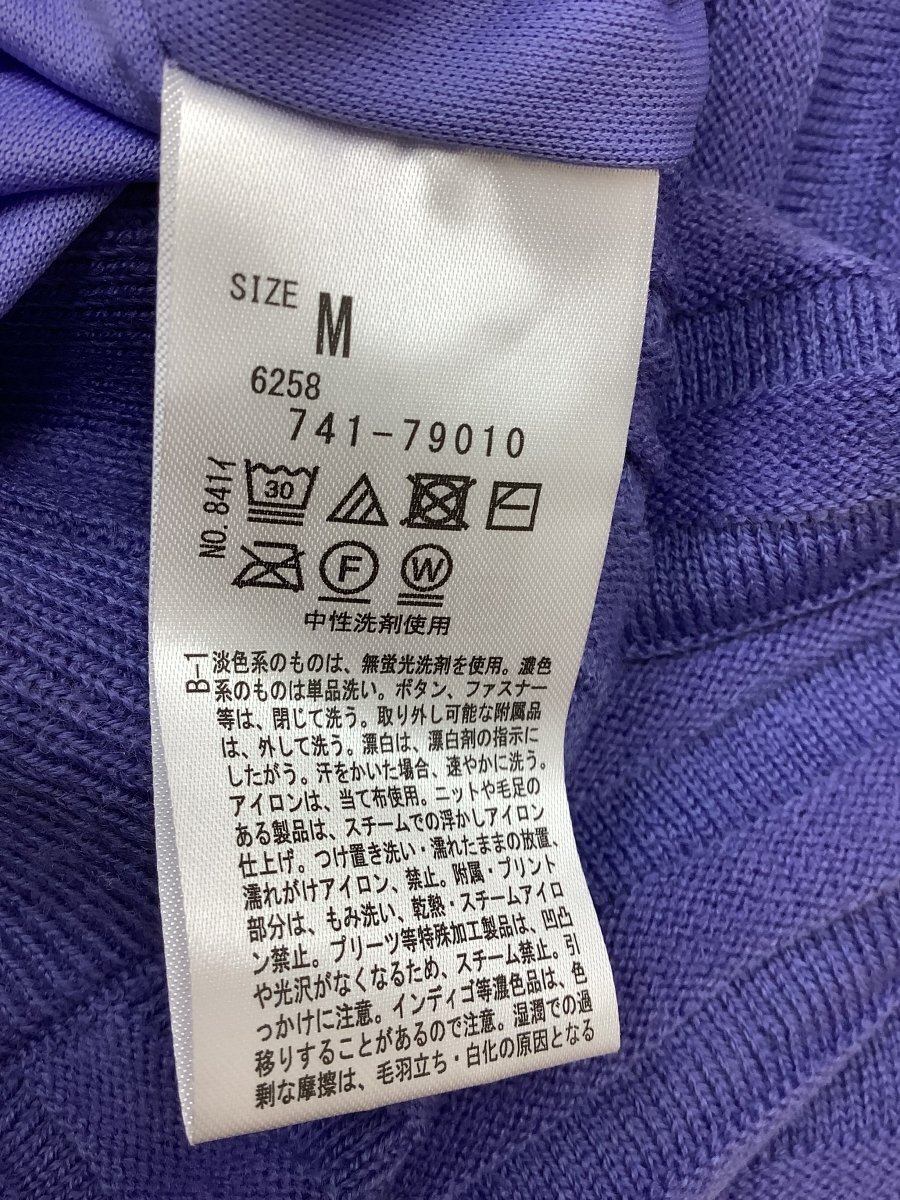 SIZE M
6258
741-79010
NO.841イ
30
F W
中性洗剤使用
B-1
淡色系のものは、無蛍光洗剤を使用。濃色
系のものは単品洗い。ボタン、ファスナー
等は、閉じて洗う。取り外し可能な附属品
は、外して洗う。漂白は、漂白剤の指示に
したがう。汗をかいた場合、速やかに洗う。
アイロンは、当て布使用。ニットや毛足の
ある製品は、スチームでの浮かしアイロン
仕上げ。つけ置き洗い・濡れたままの放置、
濡れがけアイロン、禁止。附属・プリント
部分は、もみ洗い、乾熱・スチームアイロ
ン禁止。プリーツ等特殊加工製品は、凹凸
や光沢がなくなるため、スチーム禁止。引
っかけに注意。インディゴ等濃色品は、色
移りすることがあるので注意。湿潤での過
剰な摩擦は、毛羽立ち・白化の原因となる